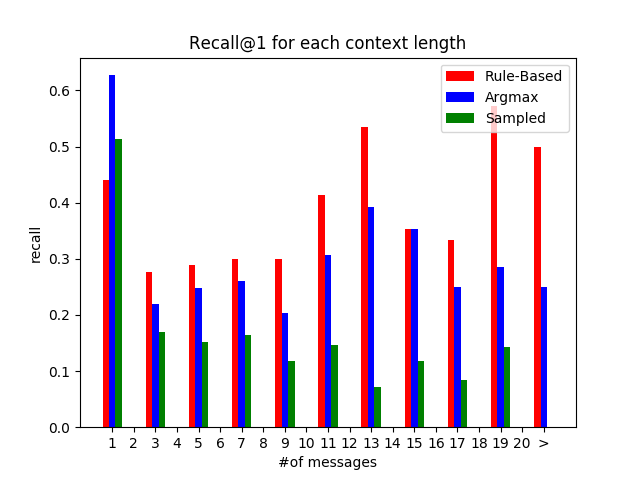 Recall@1 for each context length
Rule-Based
Argmax
Sampled
recall
0.6
0.5
0.4
0.3
0.2
0.1
0.0
1 2 3 4 5 6 7 8 9 10 11 12 13 14 15 16 17 18 19 20 >
#of messages